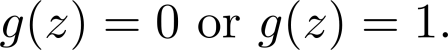 g(z) = 0 or g(z) = 1.